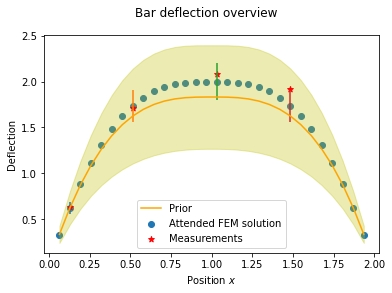 Bar deflection overview
2.5
2.0
1.5
1.0
0.5
Deflection
Prior
Attended FEM solution
Measurements
0.00 0.25 0.50 0.75 1.00 1.25 1.50 1.75 2.00
Position x